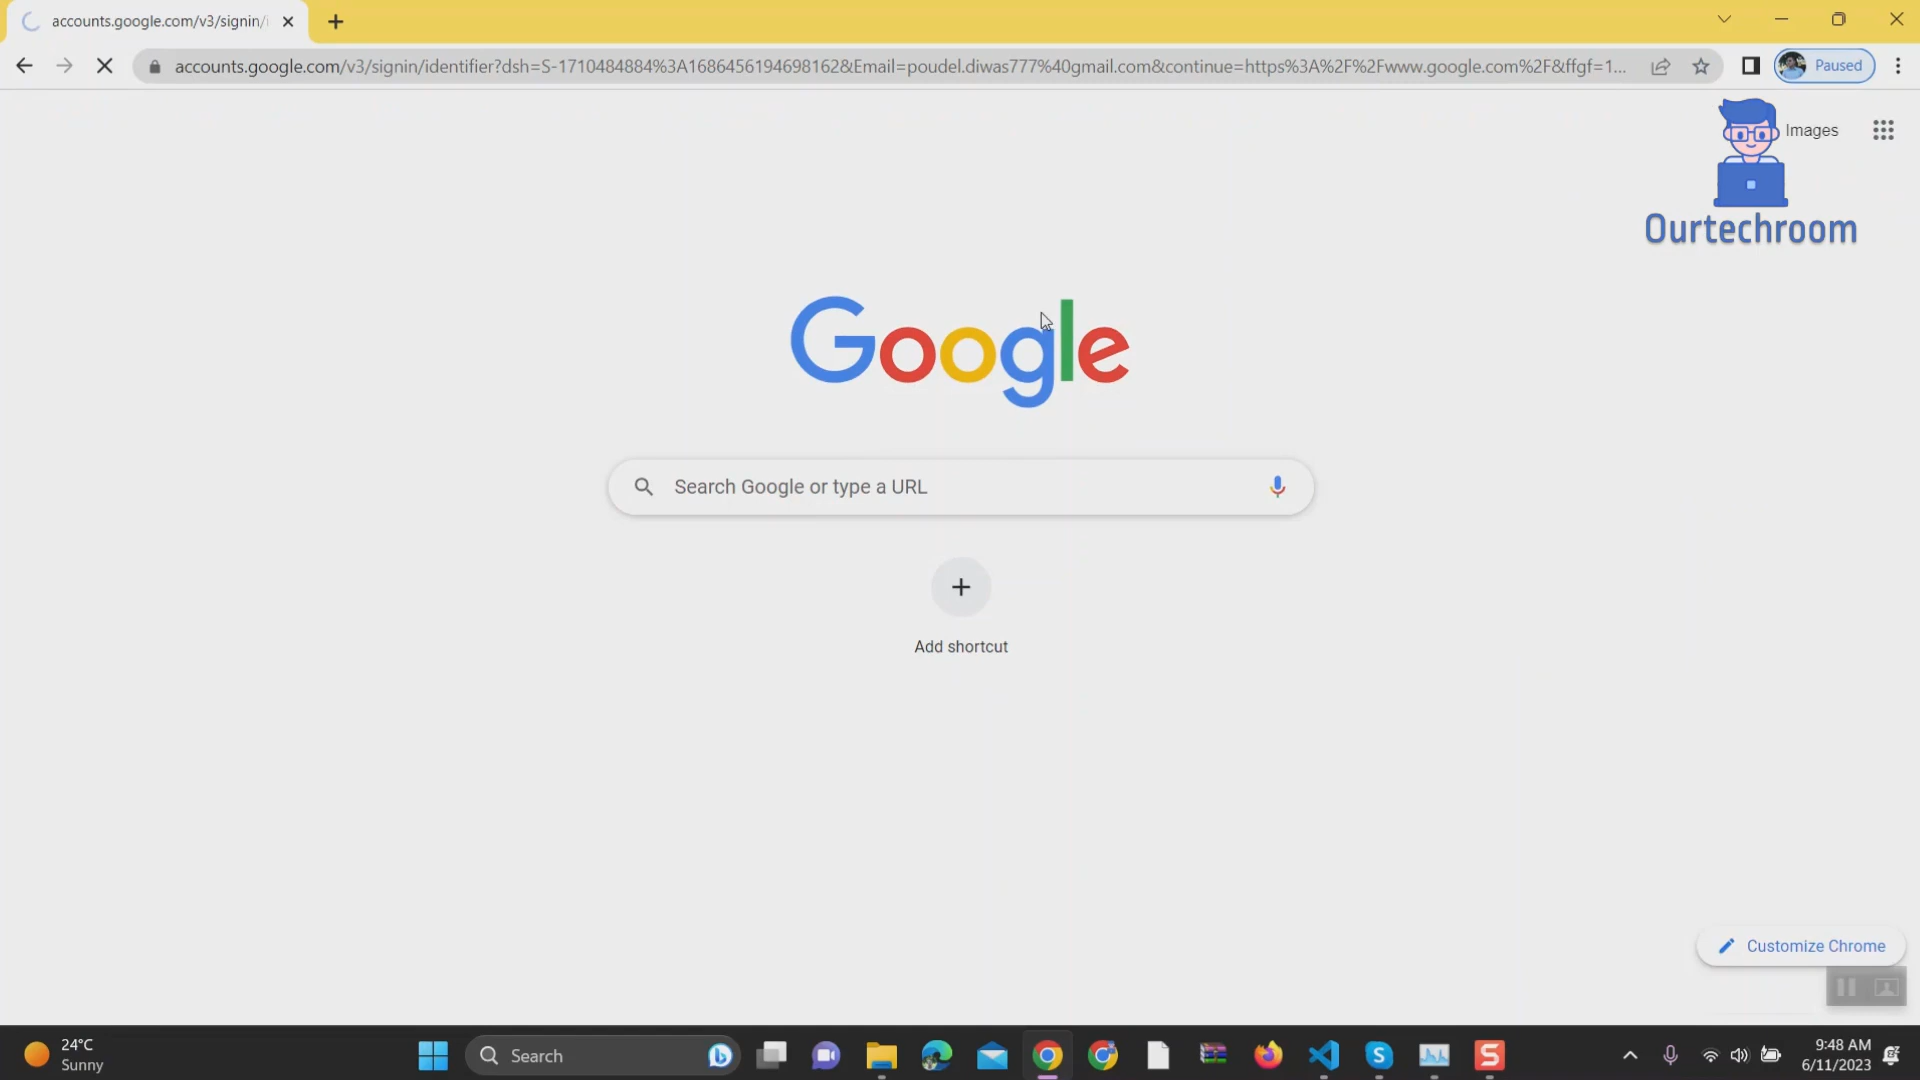 accounts.google.com/v3/signin/i
accounts.google.com/v3/signin/identifier?dsh=S-1710484884%3A1686456194698162&Email=poudel.diwas777%40gmail.com&continue=https%3A%2F%2Fwww.google.com%2F&ffgf=1...
Paused
Images
Ourtechroom
Google
Search Google or type a URL
Add shortcut
Customize Chrome
24°C
Sunny
Search
9:48 AM
6/11/2023